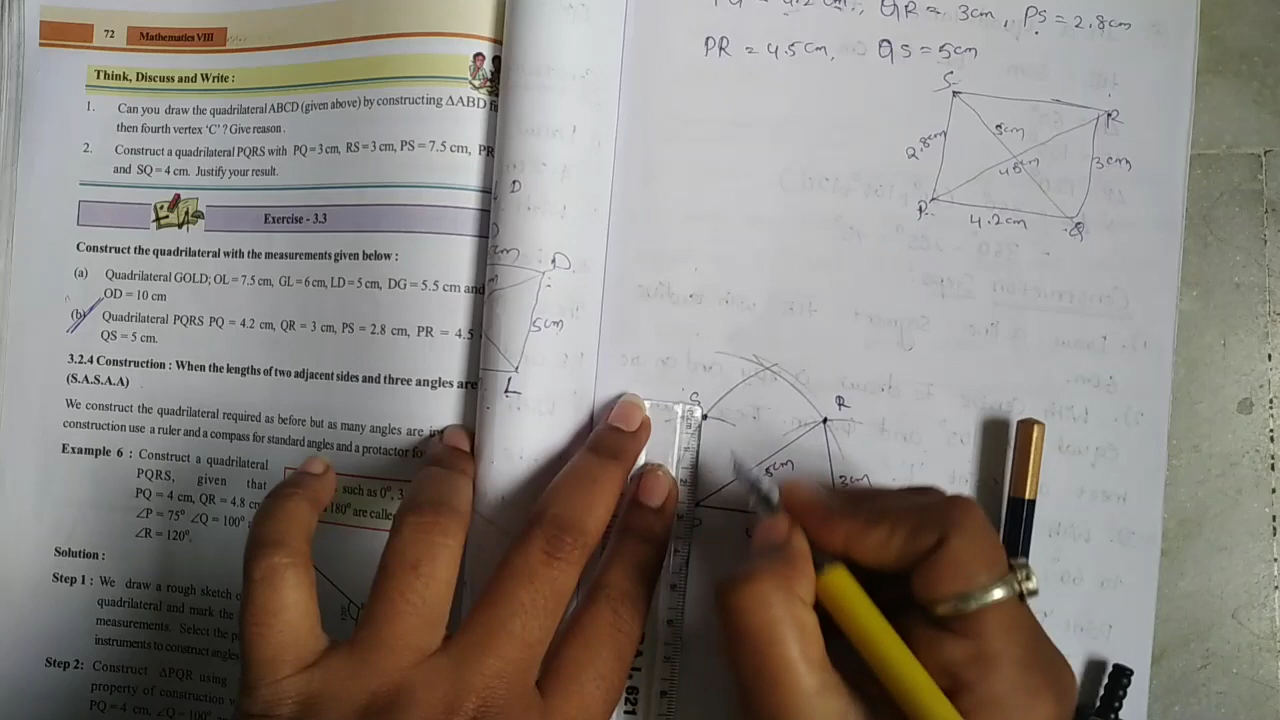 72 Mathematics VIII
Think, Discuss and Write :
1. Can you draw the quadrilateral ABCD (given above) by constructing ΔABD
then fourth vertex 'C' ? Give reason.
2. Construct a quadrilateral PQRS with PQ = 3 cm, RS = 3 cm, PS = 7.5 cm, PR
and SQ = 4 cm. Justify your result.
Exercise - 3.3
Construct the quadrilateral with the measurements given below :
(a) Quadrilateral GOLD; OL = 7.5 cm, GL = 6 cm, LD = 5 cm, DG = 5.5 cm and
OD = 10 cm
(b) Quadrilateral PQRS PQ = 4.2 cm, QR = 3 cm, PS = 2.8 cm, PR = 4.5
QS = 5 cm.
3.2.4 Construction : When the lengths of two adjacent sides and three angles are
(S.A.S.A.A)
We construct the quadrilateral required as before but as many angles are
construction use a ruler and a compass for standard angles and a protactor
Example 6 : Construct a quadrilateral
PQRS, given that
PQ = 4 cm, QR = 4.8 cm
∠P = 75° ∠Q = 100°
∠R = 120°.
such as 0°,
180° are
Solution :
Step 1 : We draw a rough sketch
quadrilateral and mark the
measurements. Select the
instruments to construct angles
120°
Step 2: Construct ΔPQR using
property of construction
PQ = 4 cm, ∠Q = 100°
D
D
5cm
L
4.2 cm, QR = 3cm, PS = 2.8cm
PR = 4.5cm, QS = 5cm
S
R
5cm
3cm
P
4.2cm
Q
S
R
5cm
3cm
621